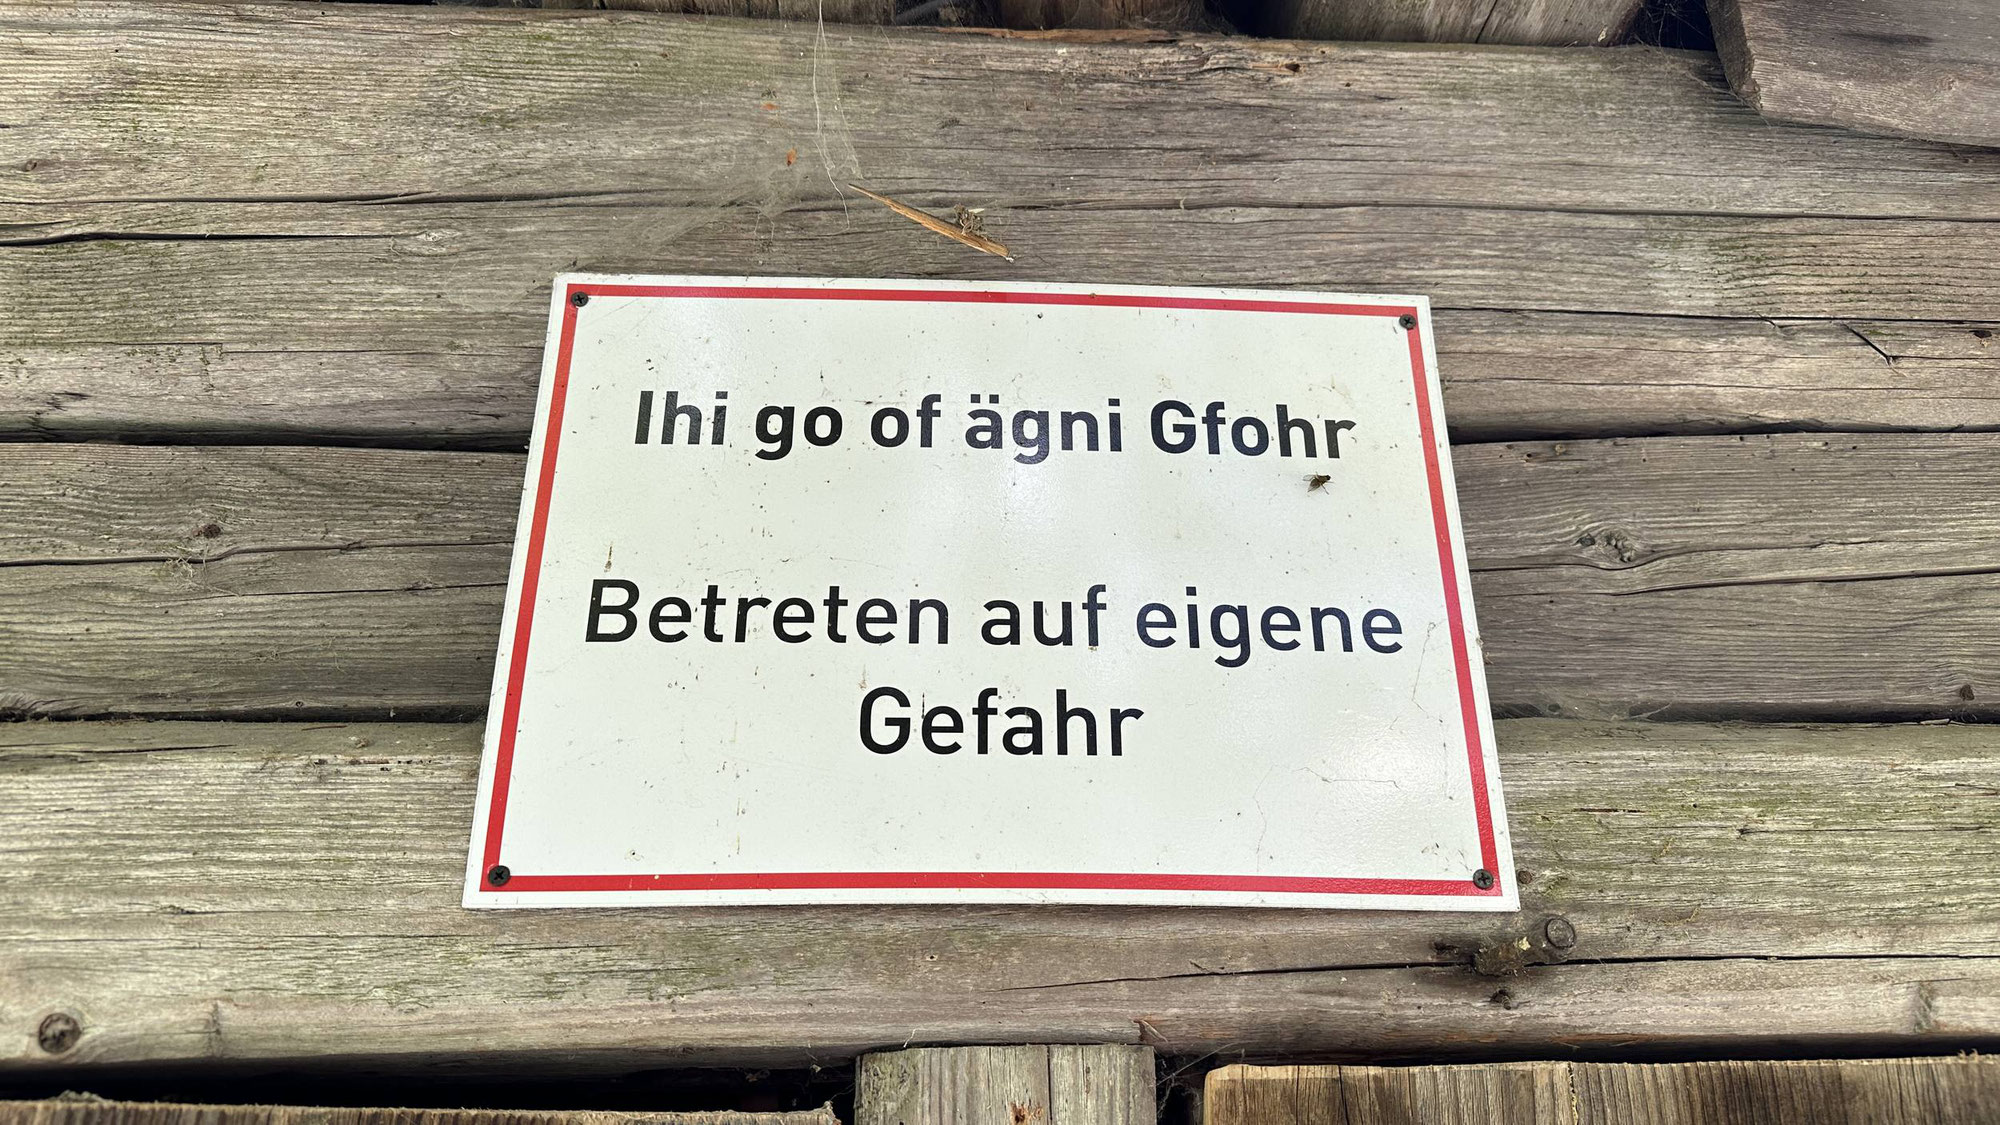 Ihi go of ägni Gfohr
Betreten auf eigene
Gefahr